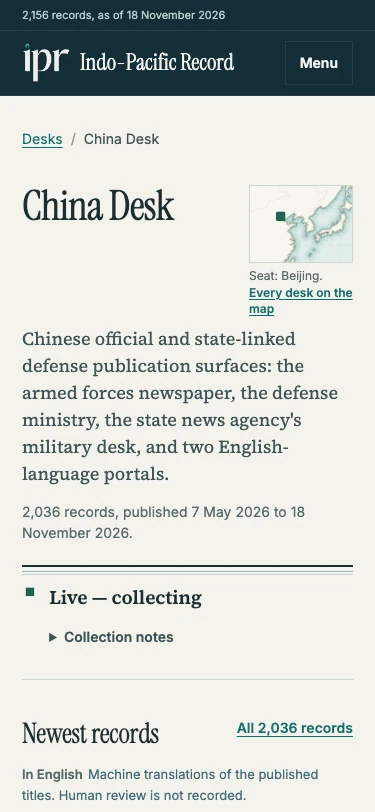 2,156 records, as of 18 November 2026
ipr Indo-Pacific Record
Menu
Desks / China Desk
China Desk
Seat: Beijing.
Every desk on the
map
Chinese official and state-linked
defense publication surfaces: the
armed forces newspaper, the defense
ministry, the state news agency's
military desk, and two English-
language portals.
2,036 records, published 7 May 2026 to 18
November 2026.
Live — collecting
Collection notes
Newest records
All 2,036 records
In English Machine translations of the published
titles. Human review is not recorded.